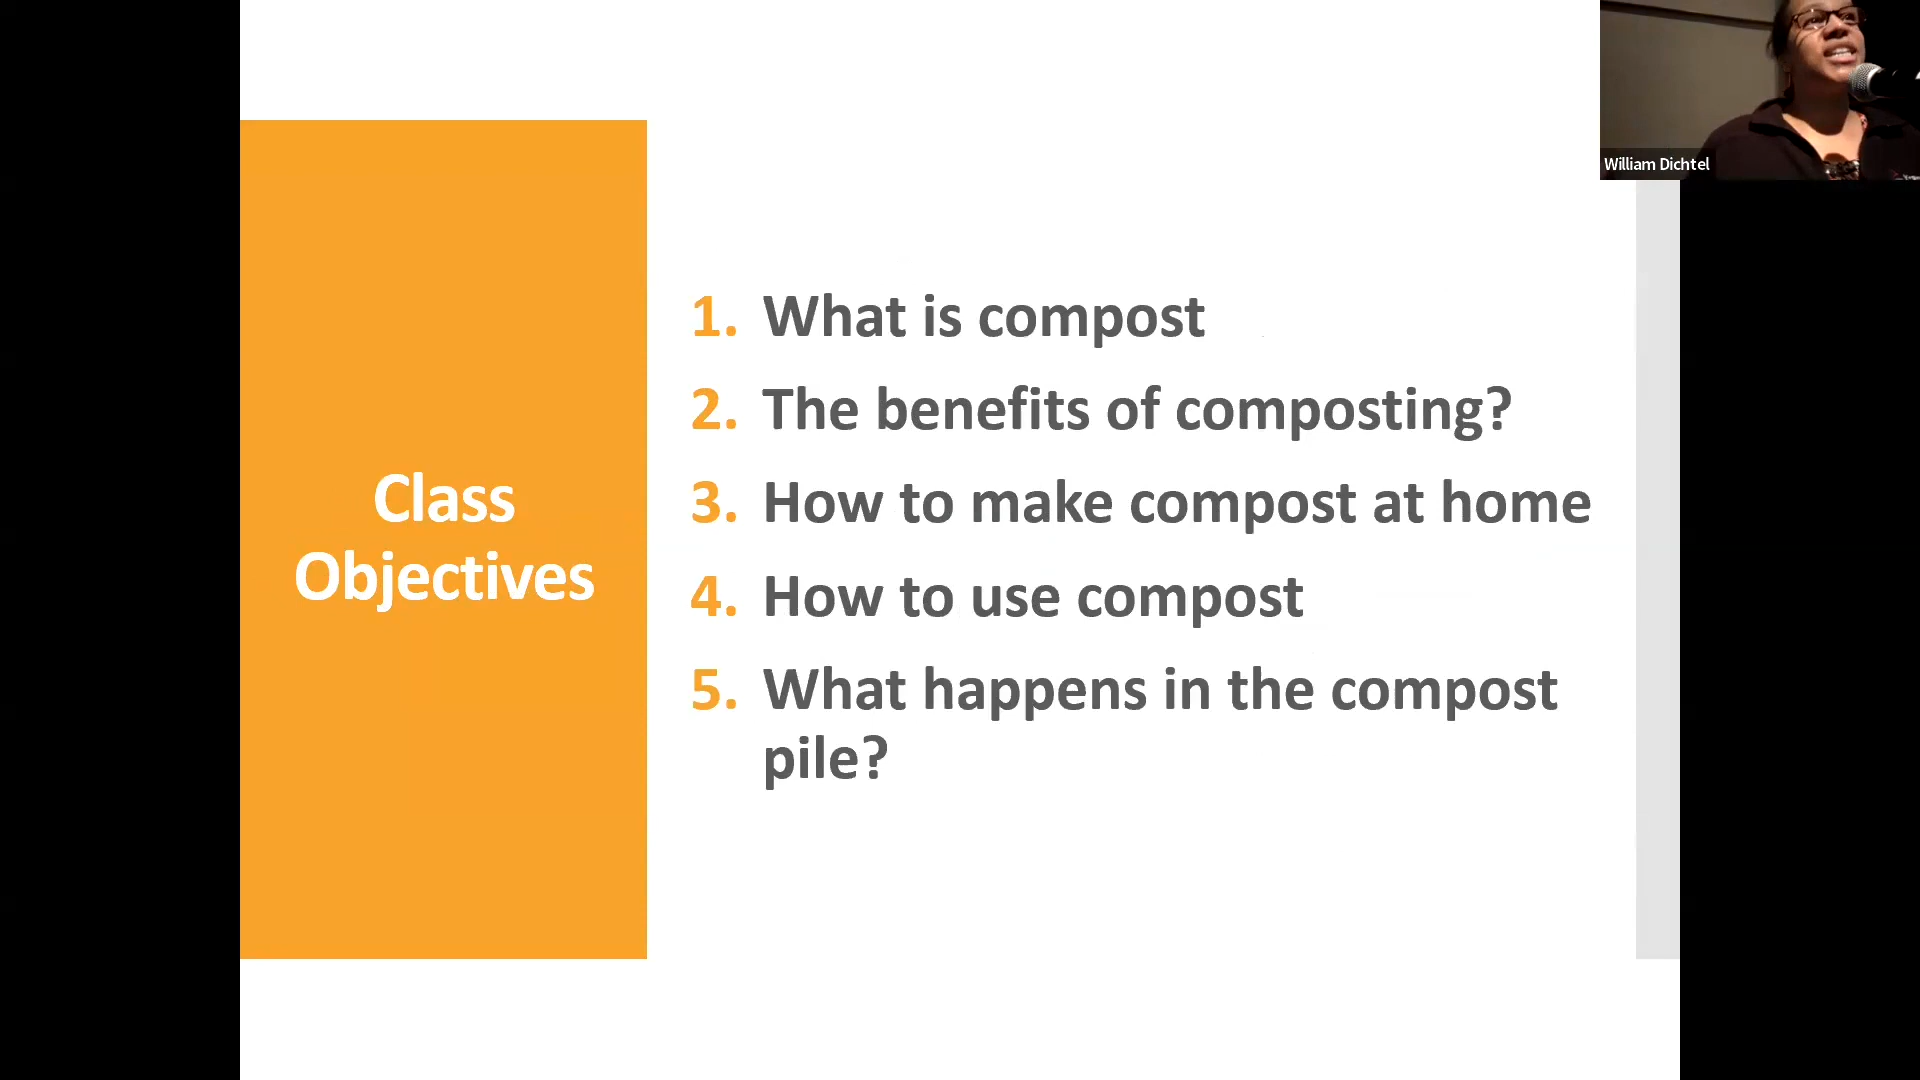 William Dichtel
Class
Objectives
1. What is compost
2. The benefits of composting?
3. How to make compost at home
4. How to use compost
5. What happens in the compost
pile?